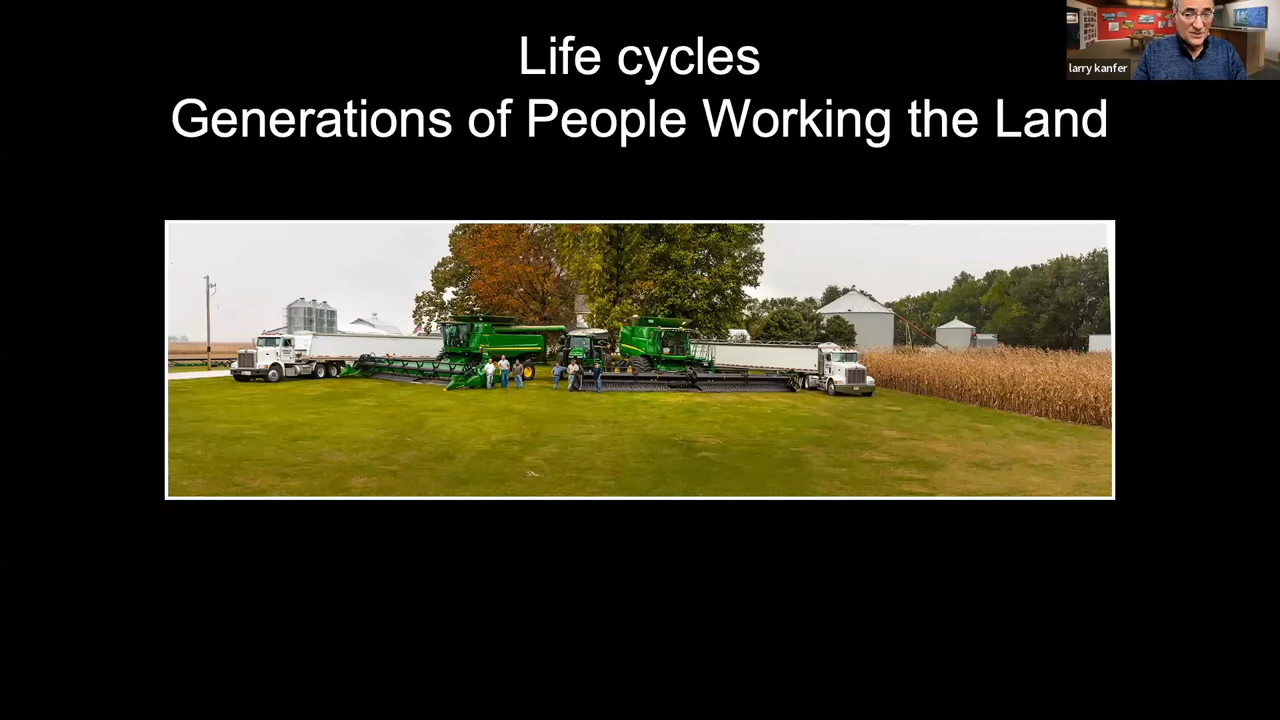 Life cycles
Generations of People Working the Land
larry kanfer